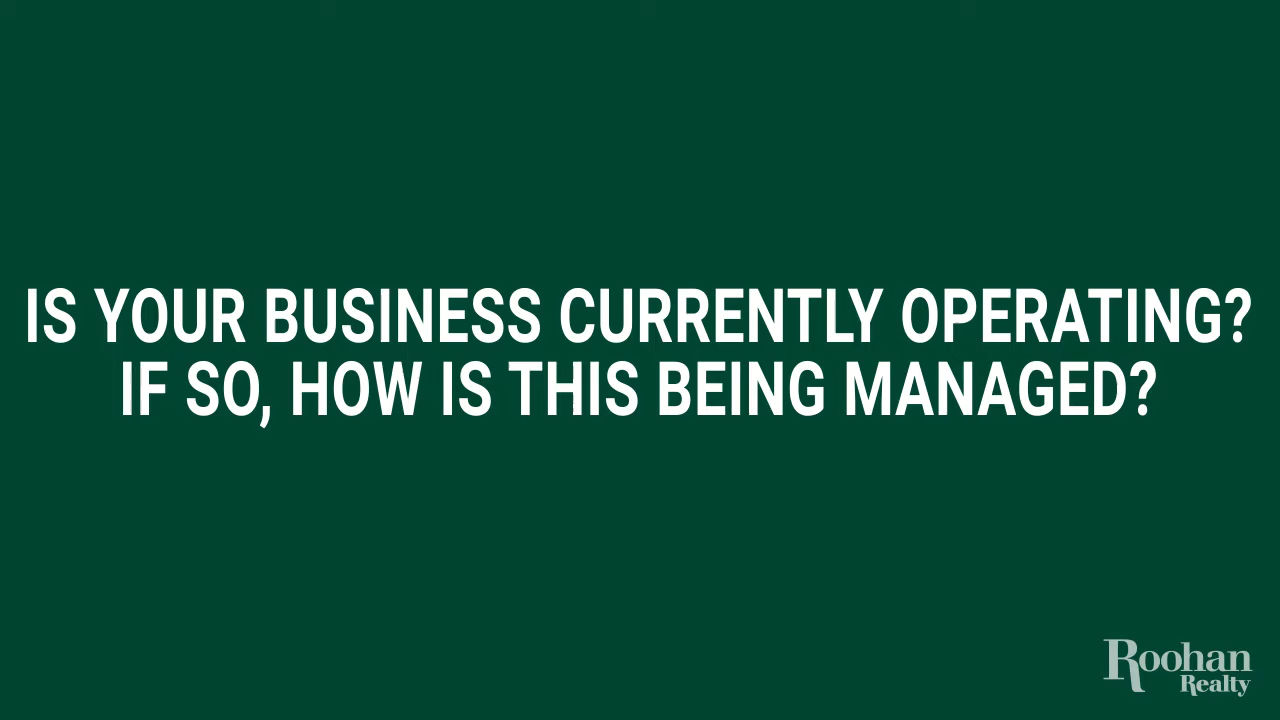 IS YOUR BUSINESS CURRENTLY OPERATING?
IF SO, HOW IS THIS BEING MANAGED?
Roohan
Realty